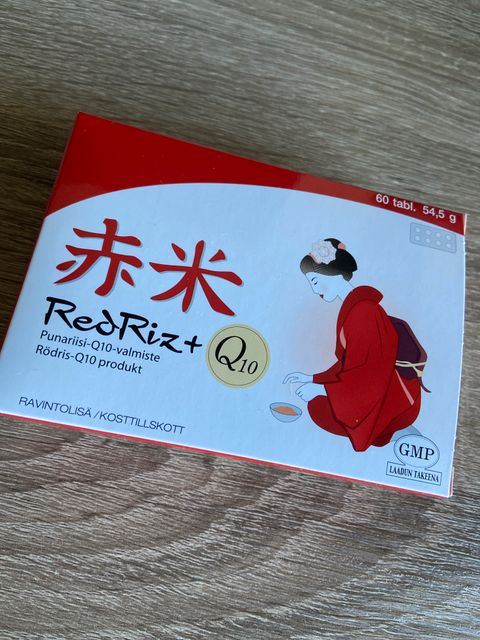 60 tabl. 54,5 g
赤米
RedRiz+
Q10
Punariisi-Q10-valmiste
Rödris-Q10 produkt
RAVINTOLISÄ/KOSTTILLSKOTT
GMP
LAADUN TAKEENA